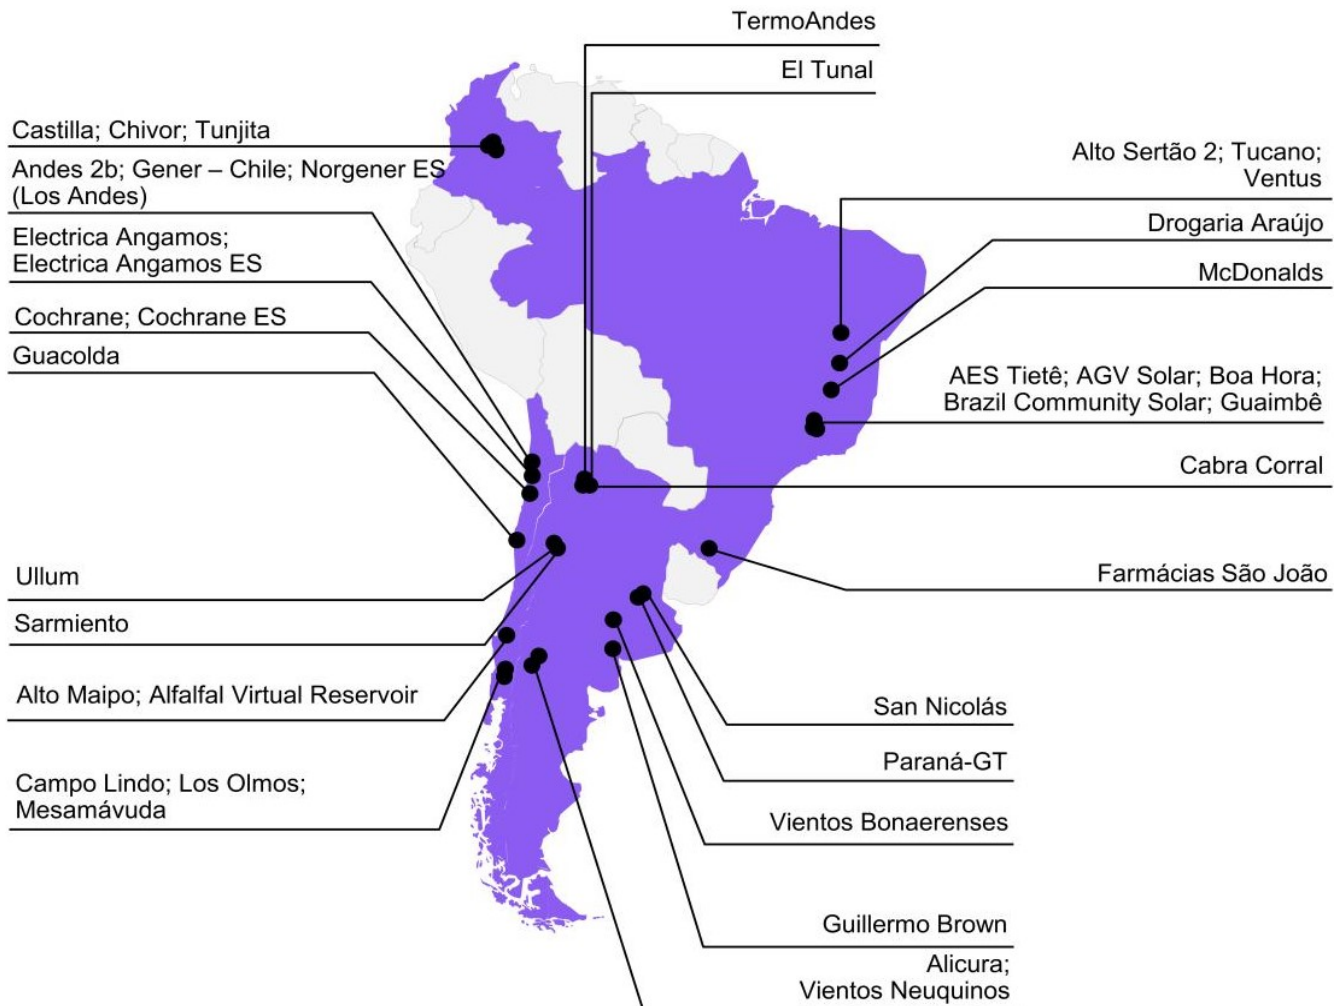 TermoAndes
El Tunal
Castilla; Chivor; Tunjita
Andes 2b; Gener – Chile; Norgener ES
(Los Andes)
Electrica Angamos;
Electrica Angamos ES
Cochrane; Cochrane ES
Guacolda
Ullum
Sarmiento
Alto Maipo; Alfalfal Virtual Reservoir
Campo Lindo; Los Olmos;
Mesamávuda
Alto Sertão 2; Tucano;
Ventus
Drogaria Araújo
McDonalds
AES Tietê; AGV Solar; Boa Hora;
Brazil Community Solar; Guaimbê
Cabra Corral
Farmácias São João
San Nicolás
Paraná-GT
Vientos Bonaerenses
Guillermo Brown
Alicura;
Vientos Neuquinos